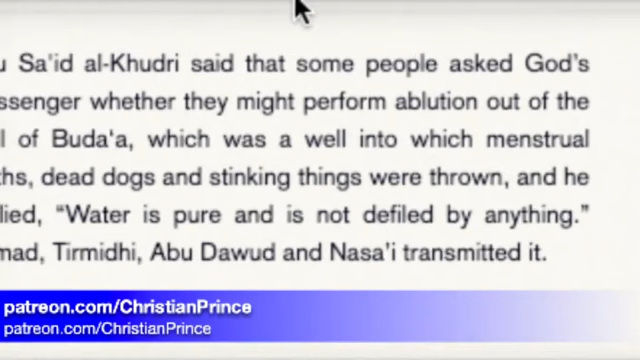 u Sa'id al-Khudri said that some people asked God's
ssenger whether they might perform ablution out of the
l of Buda'a, which was a well into which menstrual
ths, dead dogs and stinking things were thrown, and he
lied, “Water is pure and is not defiled by anything.”
mad, Tirmidhi, Abu Dawud and Nasa'i transmitted it.
patreon.com/ChristianPrince
patreon.com/ChristianPrince